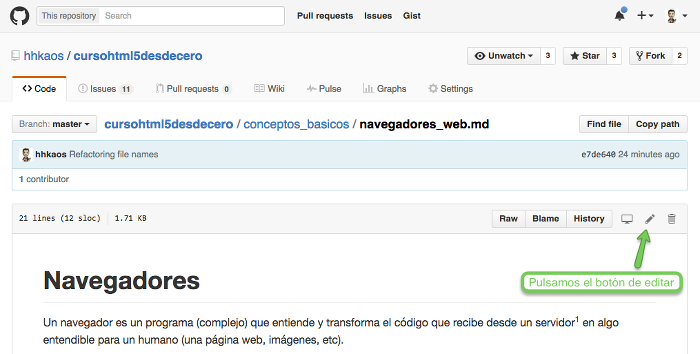 This repository Search Pull requests Issues Gist
hhkaos / cursohtml5desdecero Unwatch 3 Star 3 Fork 2
Code Issues 11 Pull requests 0 Wiki Pulse Graphs Settings
Branch: master cursohtml5desdecero / conceptos_basicos / navegadores_web.md Find file Copy path
hhkaos Refactoring file names e7de640 24 minutes ago
1 contributor
21 lines (12 sloc) 1.71 KB Raw Blame History
Pulsamos el botón de editar
Navegadores
Un navegador es un programa (complejo) que entiende y transforma el código que recibe desde un servidor1 en algo
entendible para un humano (una página web, imágenes, etc).